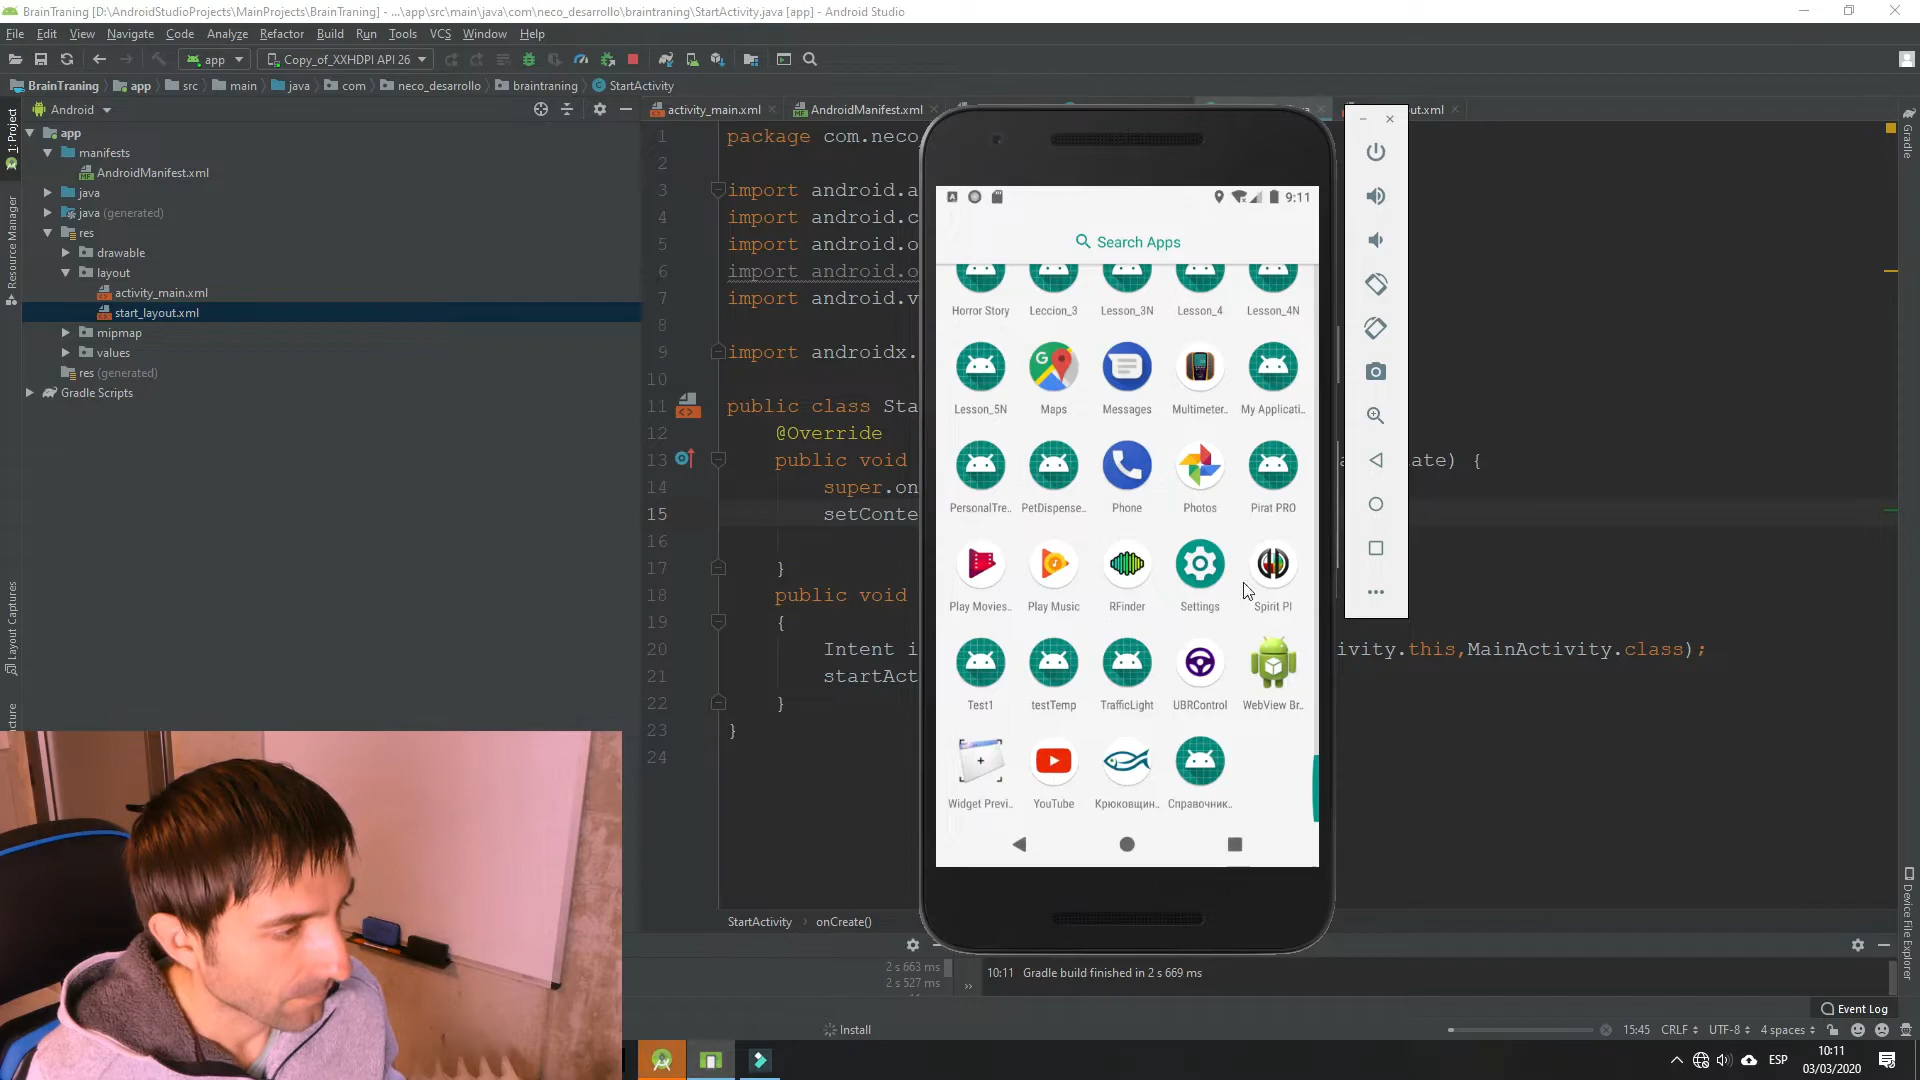 BrainTraning [D:\AndroidStudioProjects\MainProjects\BrainTraning] - ...\app\src\main\java\com\neco_desarrollo\braintraning\StartActivity.java [app] - Android Studio
File Edit View Navigate Code Analyze Refactor Build Run Tools VCS Window Help
app Copy_of_XXHDPI API 26
BrainTraning app src main java com neco_desarrollo braintraning StartActivity
Android
activity_main.xml AndroidManifest.xml
1: Project
Resource Manager
Layout Captures
Gradle
Device File Explorer
app
manifests
AndroidManifest.xml
java
java (generated)
res
drawable
layout
activity_main.xml
start_layout.xml
mipmap
values
res (generated)
Gradle Scripts
1 package com.neco
2
3 import android.a
4 import android.c
5 import android.o
6 import android.o
7 import android.v
8
9 import androidx.
10
11 public class Sta
12 @Override
13 public void ate) {
14 super.on
15 setConte
16
17 }
18 public void
19 {
20 Intent i ivity.this,MainActivity.class);
21 startAct
22 }
23 }
24
9:11
Search Apps
Horror Story Leccion_3 Lesson_3N Lesson_4 Lesson_4N
Lesson_5N Maps Messages Multimeter.. My Applicati..
PersonalTre.. PetDispense.. Phone Photos Pirat PRO
Play Movies.. Play Music RFinder Settings Spirit PI
Test1 testTemp TrafficLight UBRControl WebView Br..
Widget Previ.. YouTube Крюковщин.. Справочник..
StartActivity › onCreate()
2 s 663 ms
2 s 527 ms
10:11 Gradle build finished in 2 s 669 ms
Event Log
Install
15:45 CRLF UTF-8 4 spaces
ESP
10:11
03/03/2020